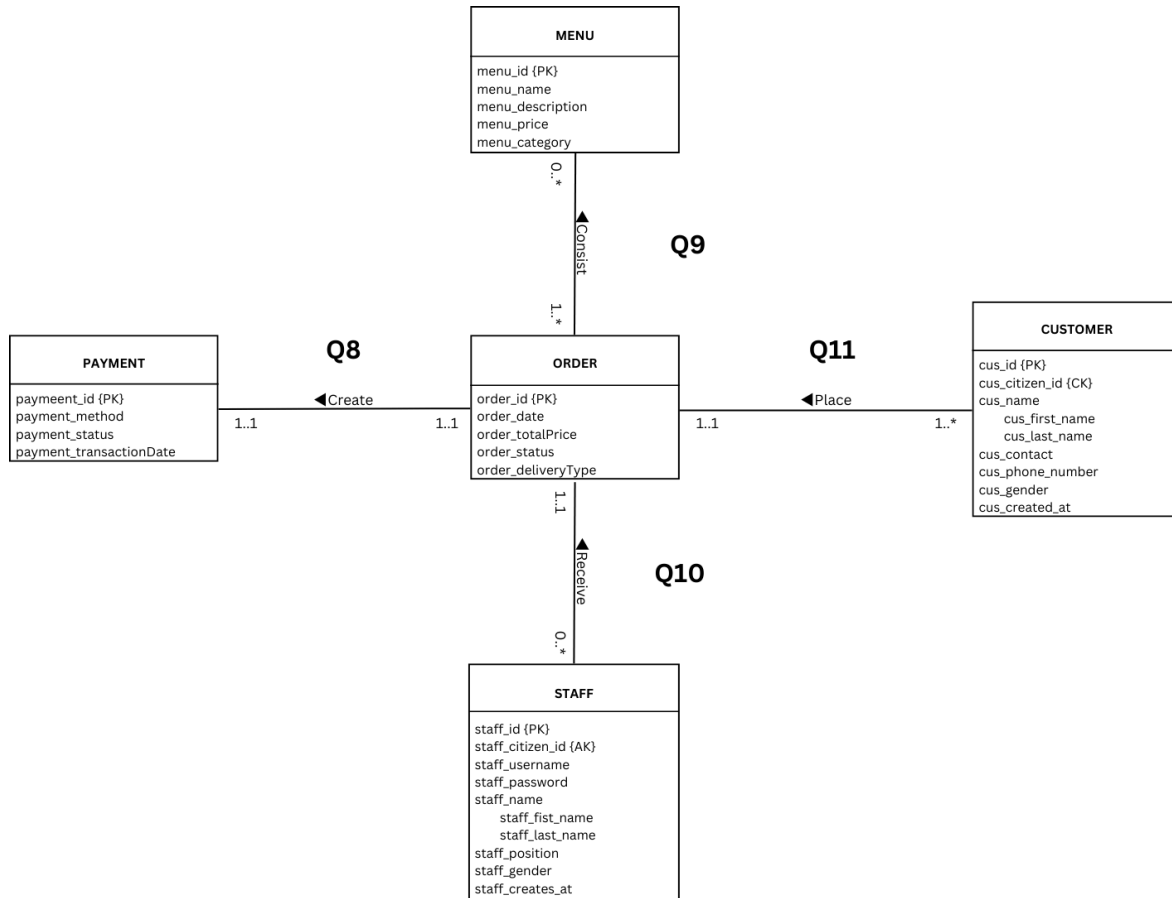 MENU
menu_id {PK}
menu_name
menu_description
menu_price
menu_category
0..*
Consist
Q9
1..*
PAYMENT
paymeent_id {PK}
payment_method
payment_status
payment_transactionDate
Q8
Create
1..1
1..1
ORDER
order_id {PK}
order_date
order_totalPrice
order_status
order_deliveryType
Q11
Place
1..1
1..*
CUSTOMER
cus_id {PK}
cus_citizen_id {CK}
cus_name
cus_first_name
cus_last_name
cus_contact
cus_phone_number
cus_gender
cus_created_at
1..1
Receive
Q10
0..*
STAFF
staff_id {PK}
staff_citizen_id {AK}
staff_username
staff_password
staff_name
staff_fist_name
staff_last_name
staff_position
staff_gender
staff_creates_at